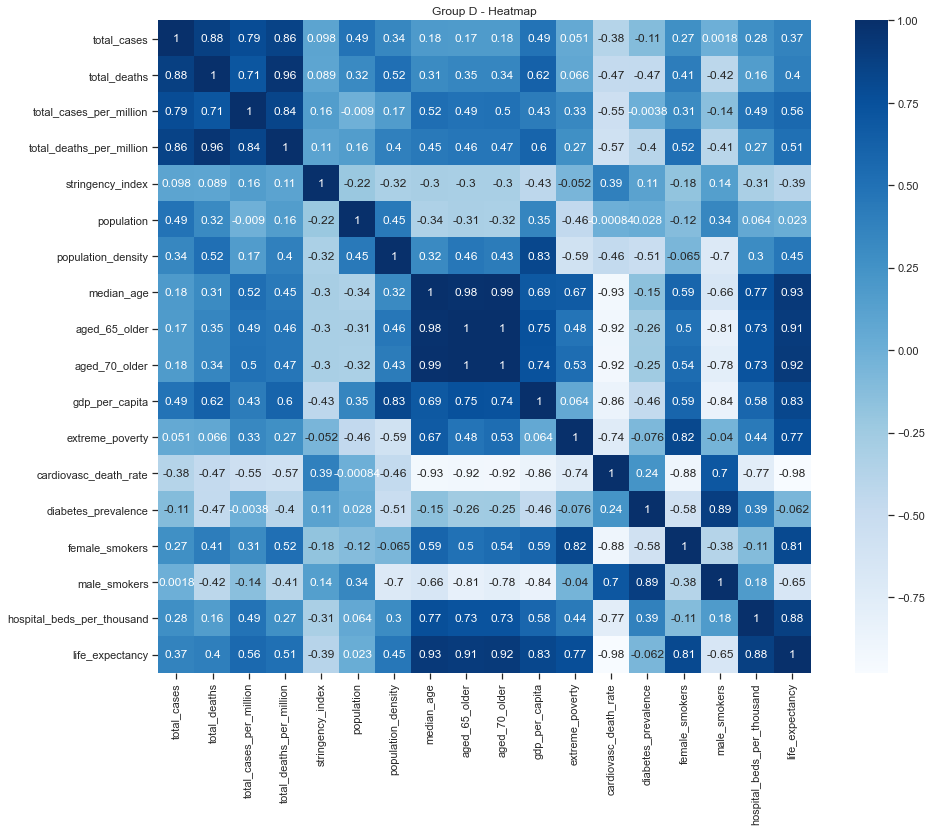 Group D - Heatmap
total_cases 1 0.88 0.79 0.86 0.098 0.49 0.34 0.18 0.17 0.18 0.49 0.051 -0.38 -0.11 0.27 0.0018 0.28 0.37
total_deaths 0.88 1 0.71 0.96 0.089 0.32 0.52 0.31 0.35 0.34 0.62 0.066 -0.47 -0.47 0.41 -0.42 0.16 0.4
total_cases_per_million 0.79 0.71 1 0.84 0.16 -0.009 0.17 0.52 0.49 0.5 0.43 0.33 -0.55 -0.0038 0.31 -0.14 0.49 0.56
total_deaths_per_million 0.86 0.96 0.84 1 0.11 0.16 0.4 0.45 0.46 0.47 0.6 0.27 -0.57 -0.4 0.52 -0.41 0.27 0.51
stringency_index 0.098 0.089 0.16 0.11 1 -0.22 -0.32 -0.3 -0.3 -0.3 -0.43 -0.052 0.39 0.11 -0.18 0.14 -0.31 -0.39
population 0.49 0.32 -0.009 0.16 -0.22 1 0.45 -0.34 -0.31 -0.32 0.35 -0.46 -0.00084 0.028 -0.12 0.34 0.064 0.023
population_density 0.34 0.52 0.17 0.4 -0.32 0.45 1 0.32 0.46 0.43 0.83 -0.59 -0.46 -0.51 -0.065 -0.7 0.3 0.45
median_age 0.18 0.31 0.52 0.45 -0.3 -0.34 0.32 1 0.98 0.99 0.69 0.67 -0.93 -0.15 0.59 -0.66 0.77 0.93
aged_65_older 0.17 0.35 0.49 0.46 -0.3 -0.31 0.46 0.98 1 1 0.75 0.48 -0.92 -0.26 0.5 -0.81 0.73 0.91
aged_70_older 0.18 0.34 0.5 0.47 -0.3 -0.32 0.43 0.99 1 1 0.74 0.53 -0.92 -0.25 0.54 -0.78 0.73 0.92
gdp_per_capita 0.49 0.62 0.43 0.6 -0.43 0.35 0.83 0.69 0.75 0.74 1 0.064 -0.86 -0.46 0.59 -0.84 0.58 0.83
extreme_poverty 0.051 0.066 0.33 0.27 -0.052 -0.46 -0.59 0.67 0.48 0.53 0.064 1 -0.74 -0.076 0.82 -0.04 0.44 0.77
cardiovasc_death_rate -0.38 -0.47 -0.55 -0.57 0.39 -0.00084 -0.46 -0.93 -0.92 -0.92 -0.86 -0.74 1 0.24 -0.88 0.7 -0.77 -0.98
diabetes_prevalence -0.11 -0.47 -0.0038 -0.4 0.11 0.028 -0.51 -0.15 -0.26 -0.25 -0.46 -0.076 0.24 1 -0.58 0.89 0.39 -0.062
female_smokers 0.27 0.41 0.31 0.52 -0.18 -0.12 -0.065 0.59 0.5 0.54 0.59 0.82 -0.88 -0.58 1 -0.38 -0.11 0.81
male_smokers 0.0018 -0.42 -0.14 -0.41 0.14 0.34 -0.7 -0.66 -0.81 -0.78 -0.84 -0.04 0.7 0.89 -0.38 1 0.18 -0.65
hospital_beds_per_thousand 0.28 0.16 0.49 0.27 -0.31 0.064 0.3 0.77 0.73 0.73 0.58 0.44 -0.77 0.39 -0.11 0.18 1 0.88
life_expectancy 0.37 0.4 0.56 0.51 -0.39 0.023 0.45 0.93 0.91 0.92 0.83 0.77 -0.98 -0.062 0.81 -0.65 0.88 1
total_cases
total_deaths
total_cases_per_million
total_deaths_per_million
stringency_index
population
population_density
median_age
aged_65_older
aged_70_older
gdp_per_capita
extreme_poverty
cardiovasc_death_rate
diabetes_prevalence
female_smokers
male_smokers
hospital_beds_per_thousand
life_expectancy
1.00
0.75
0.50
0.25
0.00
−0.25
−0.50
−0.75